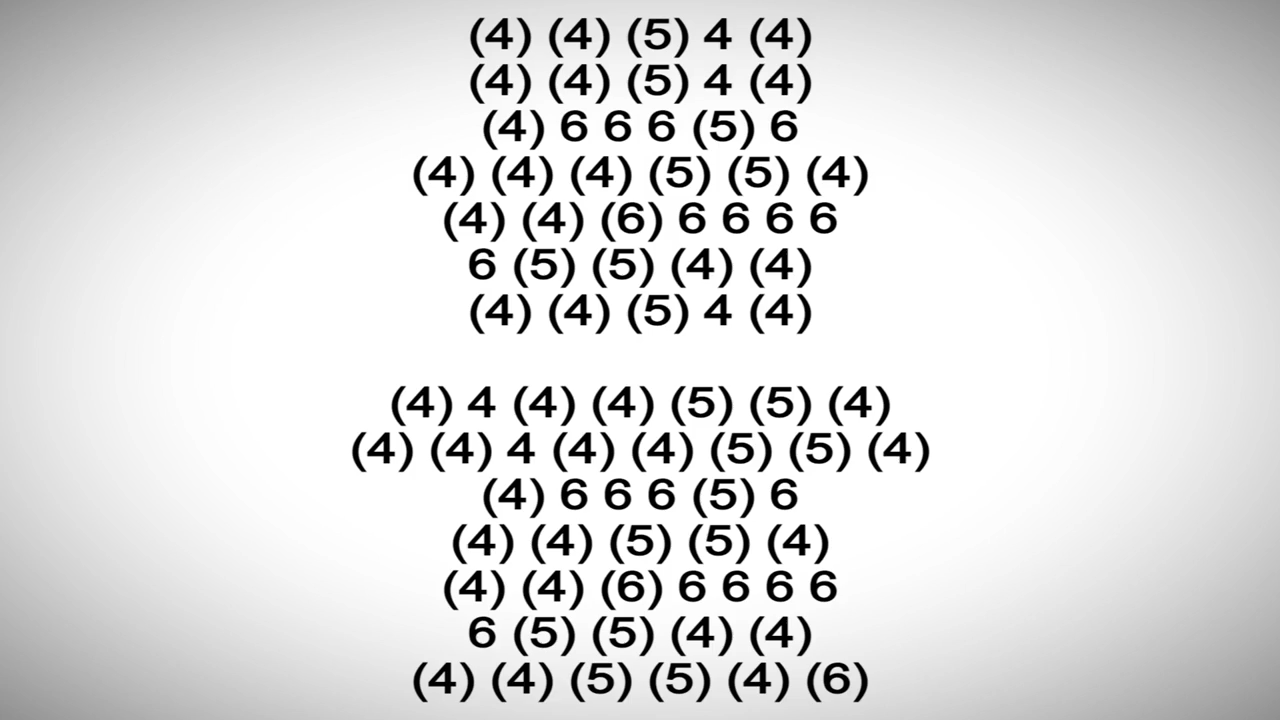 (4) (4) (5) 4 (4)
(4) (4) (5) 4 (4)
(4) 6 6 6 (5) 6
(4) (4) (4) (5) (5) (4)
(4) (4) (6) 6 6 6 6
6 (5) (5) (4) (4)
(4) (4) (5) 4 (4)
(4) 4 (4) (4) (5) (5) (4)
(4) (4) 4 (4) (4) (5) (5) (4)
(4) 6 6 6 (5) 6
(4) (4) (5) (5) (4)
(4) (4) (6) 6 6 6 6
6 (5) (5) (4) (4)
(4) (4) (5) (5) (4) (6)